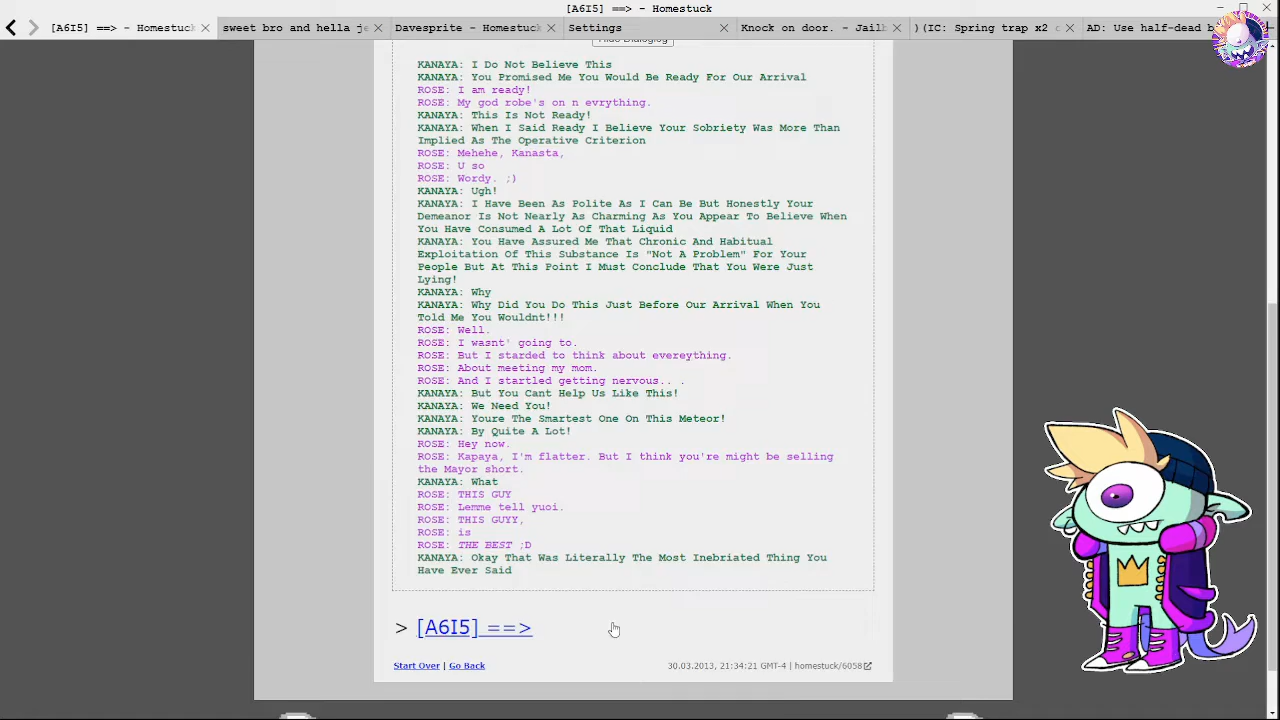 [A6I5] ==> - Homestuck
[A6I5] ==> - Homestuc
sweet bro and hella je
Davesprite - Homestuc
Settings
Knock on door. - Jailb
)(IC: Spring trap x2 c
AD: Use half-dead b
Hide Dialoglog
KANAYA: I Do Not Believe This
KANAYA: You Promised Me You Would Be Ready For Our Arrival
ROSE: I am ready!
ROSE: My god robe's on n evrything.
KANAYA: This Is Not Ready!
KANAYA: When I Said Ready I Believe Your Sobriety Was More Than
Implied As The Operative Criterion
ROSE: Mehehe, Kanasta,
ROSE: U so
ROSE: Wordy. ;)
KANAYA: Ugh!
KANAYA: I Have Been As Polite As I Can Be But Honestly Your
Demeanor Is Not Nearly As Charming As You Appear To Believe When
You Have Consumed A Lot Of That Liquid
KANAYA: You Have Assured Me That Chronic And Habitual
Exploitation Of This Substance Is "Not A Problem" For Your
People But At This Point I Must Conclude That You Were Just
Lying!
KANAYA: Why
KANAYA: Why Did You Do This Just Before Our Arrival When You
Told Me You Wouldnt!!!
ROSE: Well.
ROSE: I wasnt' going to.
ROSE: But I starded to think about evereything.
ROSE: About meeting my mom.
ROSE: And I startled getting nervous.. .
KANAYA: But You Cant Help Us Like This!
KANAYA: We Need You!
KANAYA: Youre The Smartest One On This Meteor!
KANAYA: By Quite A Lot!
ROSE: Hey now.
ROSE: Kapaya, I'm flatter. But I think you're might be selling
the Mayor short.
KANAYA: What
ROSE: THIS GUY
ROSE: Lemme tell yuoi.
ROSE: THIS GUYY,
ROSE: is
ROSE: THE BEST ;D
KANAYA: Okay That Was Literally The Most Inebriated Thing You
Have Ever Said
> [A6I5] ==>
Start Over | Go Back
30.03.2013, 21:34:21 GMT-4 | homestuck/6058